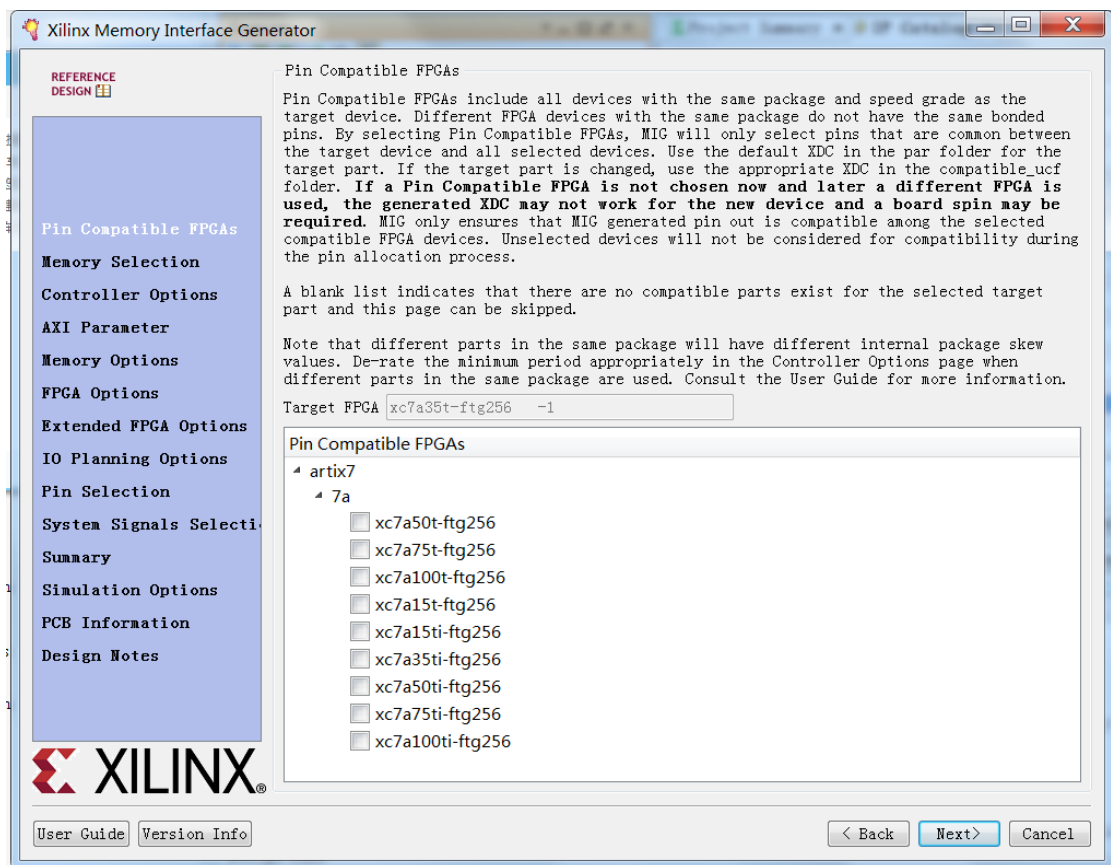 Xilinx Memory Interface Generator
REFERENCE
DESIGN
Pin Compatible FPGAs
Memory Selection
Controller Options
AXI Parameter
Memory Options
FPGA Options
Extended FPGA Options
IO Planning Options
Pin Selection
System Signals Selecti
Summary
Simulation Options
PCB Information
Design Notes
XILINX®
Pin Compatible FPGAs
Pin Compatible FPGAs include all devices with the same package and speed grade as the
target device. Different FPGA devices with the same package do not have the same bonded
pins. By selecting Pin Compatible FPGAs, MIG will only select pins that are common between
the target device and all selected devices. Use the default XDC in the par folder for the
target part. If the target part is changed, use the appropriate XDC in the compatible_ucf
folder. If a Pin Compatible FPGA is not chosen now and later a different FPGA is
used, the generated XDC may not work for the new device and a board spin may be
required. MIG only ensures that MIG generated pin out is compatible among the selected
compatible FPGA devices. Unselected devices will not be considered for compatibility during
the pin allocation process.
A blank list indicates that there are no compatible parts exist for the selected target
part and this page can be skipped.
Note that different parts in the same package will have different internal package skew
values. De-rate the minimum period appropriately in the Controller Options page when
different parts in the same package are used. Consult the User Guide for more information.
Target FPGA xc7a35t-ftg256 -1
Pin Compatible FPGAs
artix7
7a
xc7a50t-ftg256
xc7a75t-ftg256
xc7a100t-ftg256
xc7a15t-ftg256
xc7a15ti-ftg256
xc7a35ti-ftg256
xc7a50ti-ftg256
xc7a75ti-ftg256
xc7a100ti-ftg256
User Guide Version Info < Back Next> Cancel